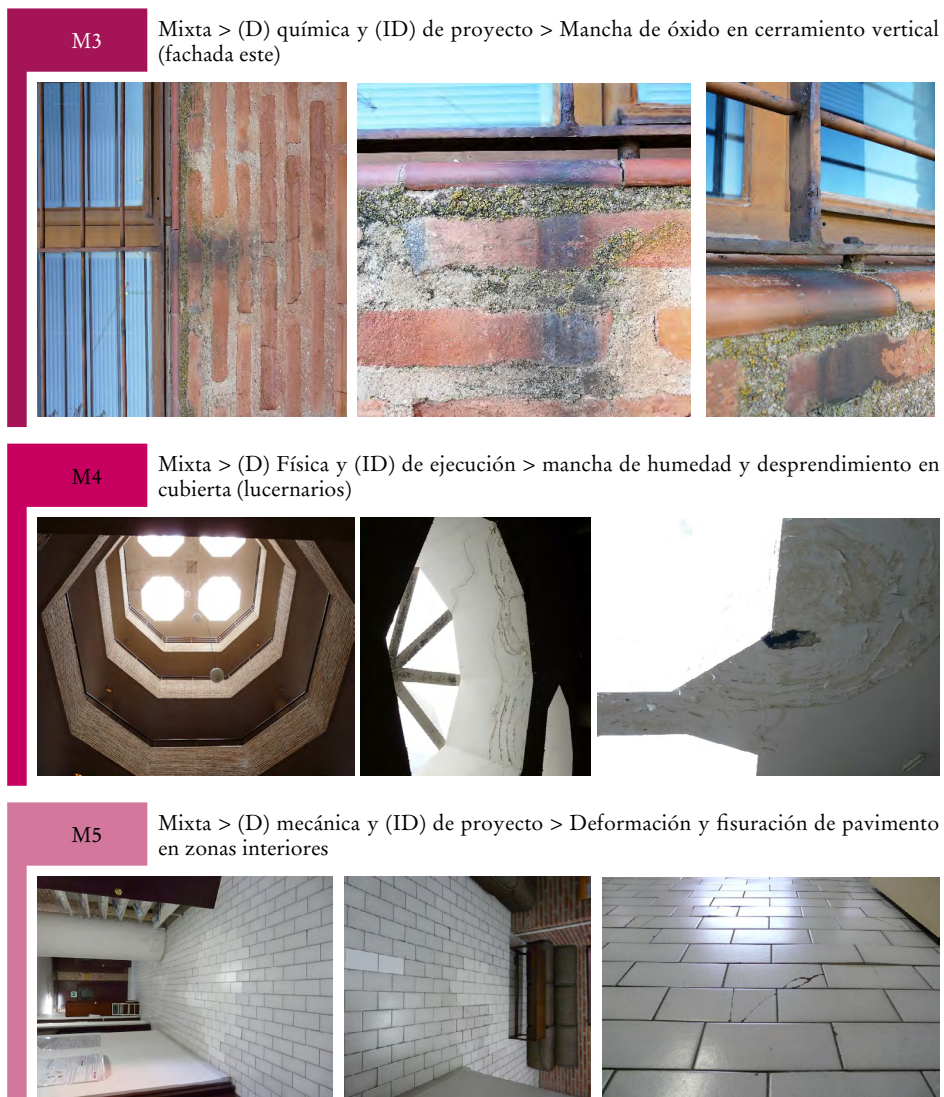 M3
Mixta > (D) química y (ID) de proyecto > Mancha de óxido en cerramiento vertical
(fachada este)
M4
Mixta > (D) Física y (ID) de ejecución > mancha de humedad y desprendimiento en
cubierta (lucernarios)
M5
Mixta > (D) mecánica y (ID) de proyecto > Deformación y fisuración de pavimento
en zonas interiores